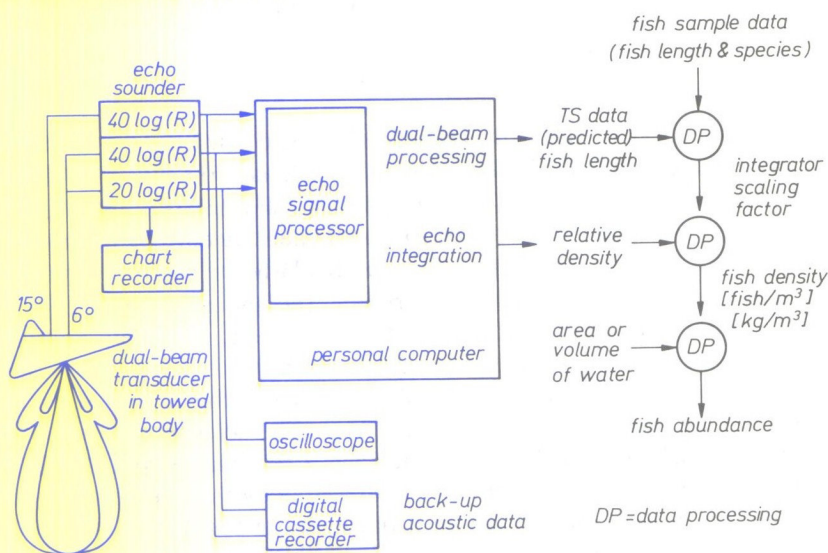 echo
sounder
40 log(R)
40 log(R)
20 log(R)
chart
recorder
15°
6°
dual-beam
transducer
in towed
body
echo
signal
processor
dual-beam
processing
echo
integration
personal computer
oscilloscope
digital
cassette
recorder
back-up
acoustic data
fish sample data
(fish length & species)
TS data
(predicted)
fish length
DP
integrator
scaling
factor
relative
density
DP
fish density
[fish/m³]
[kg/m³]
area or
volume
of water
DP
fish abundance
DP=data processing